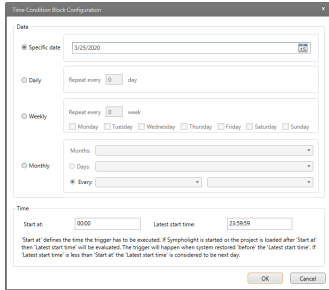 Time Condition Block Configuration
Date
Specific date
3/25/2020
15
Daily
Repeat every 0 day
Weekly
Repeat every 0 week
Monday Tuesday Wednesday Thursday Friday Saturday Sunday
Monthly
Months:
Days:
Every:
Time
Start at: 00:00 Latest start time: 23:59:59
'Start at' defines the time the trigger has to be executed. If Sympholight is started or the project is loaded after 'Start at'
then 'Latest start time' will be evaluated. The trigger will happen when system restored 'before' the 'Latest start time'. If
'Latest start time' is less than 'Start at' the 'Latest start time' is considered to be next day.
OK Cancel